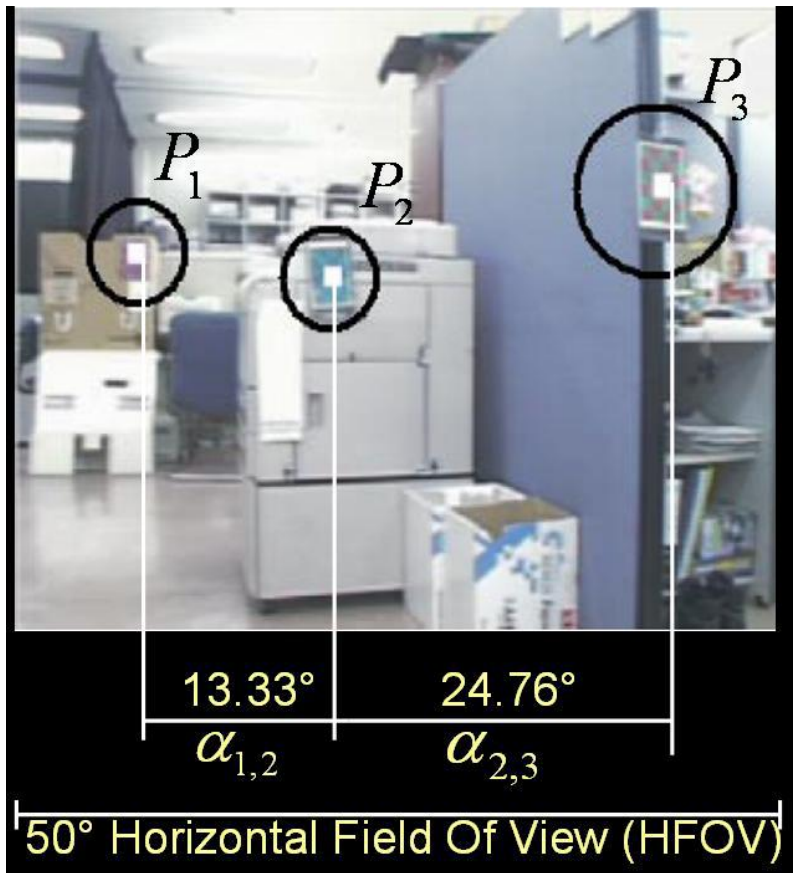 P₃
P₁
P₂
13.33° 24.76°
α₁,₂ α₂,₃
50° Horizontal Field Of View (HFOV)